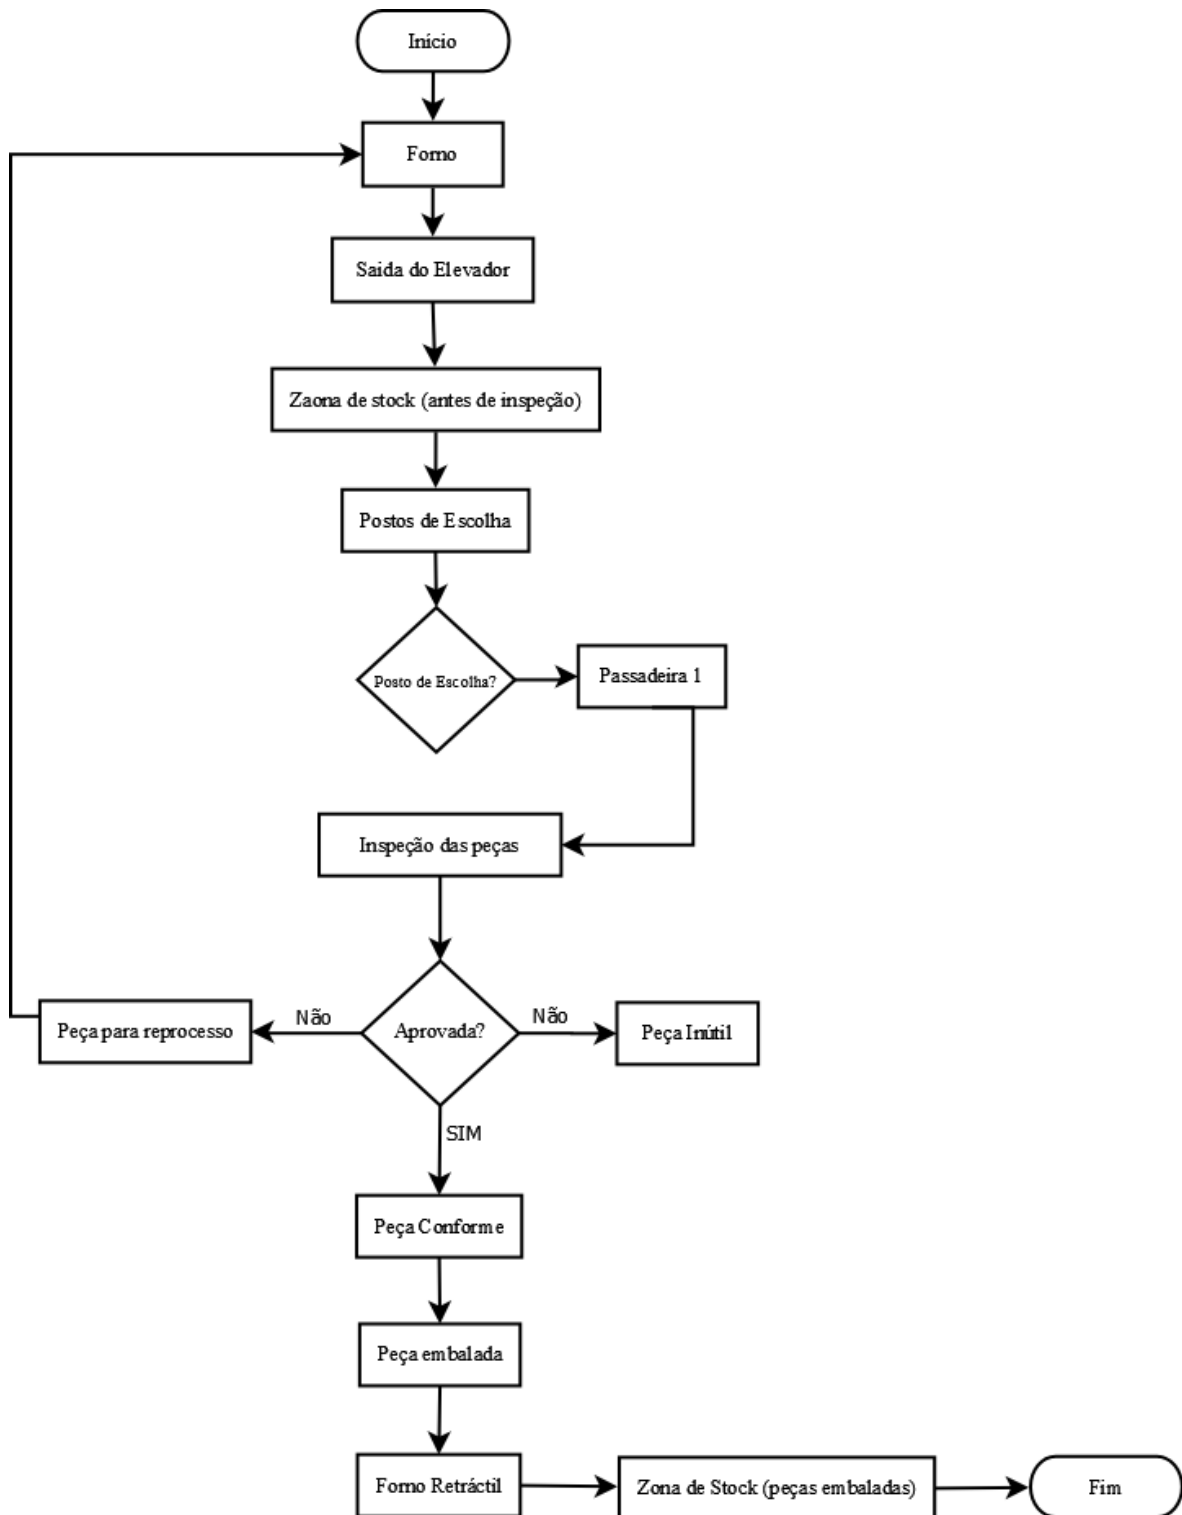 Início
Forno
Saida do Elevador
Zaona de stock (antes de inspeção)
Postos de Escolha
Posto de Escolha?
Passadeira 1
Inspeção das peças
Peça para reprocesso
Não
Aprovada?
Não
Peça Inútil
SIM
Peça Conforme
Peça embalada
Forno Retráctil
Zona de Stock (peças embaladas)
Fim